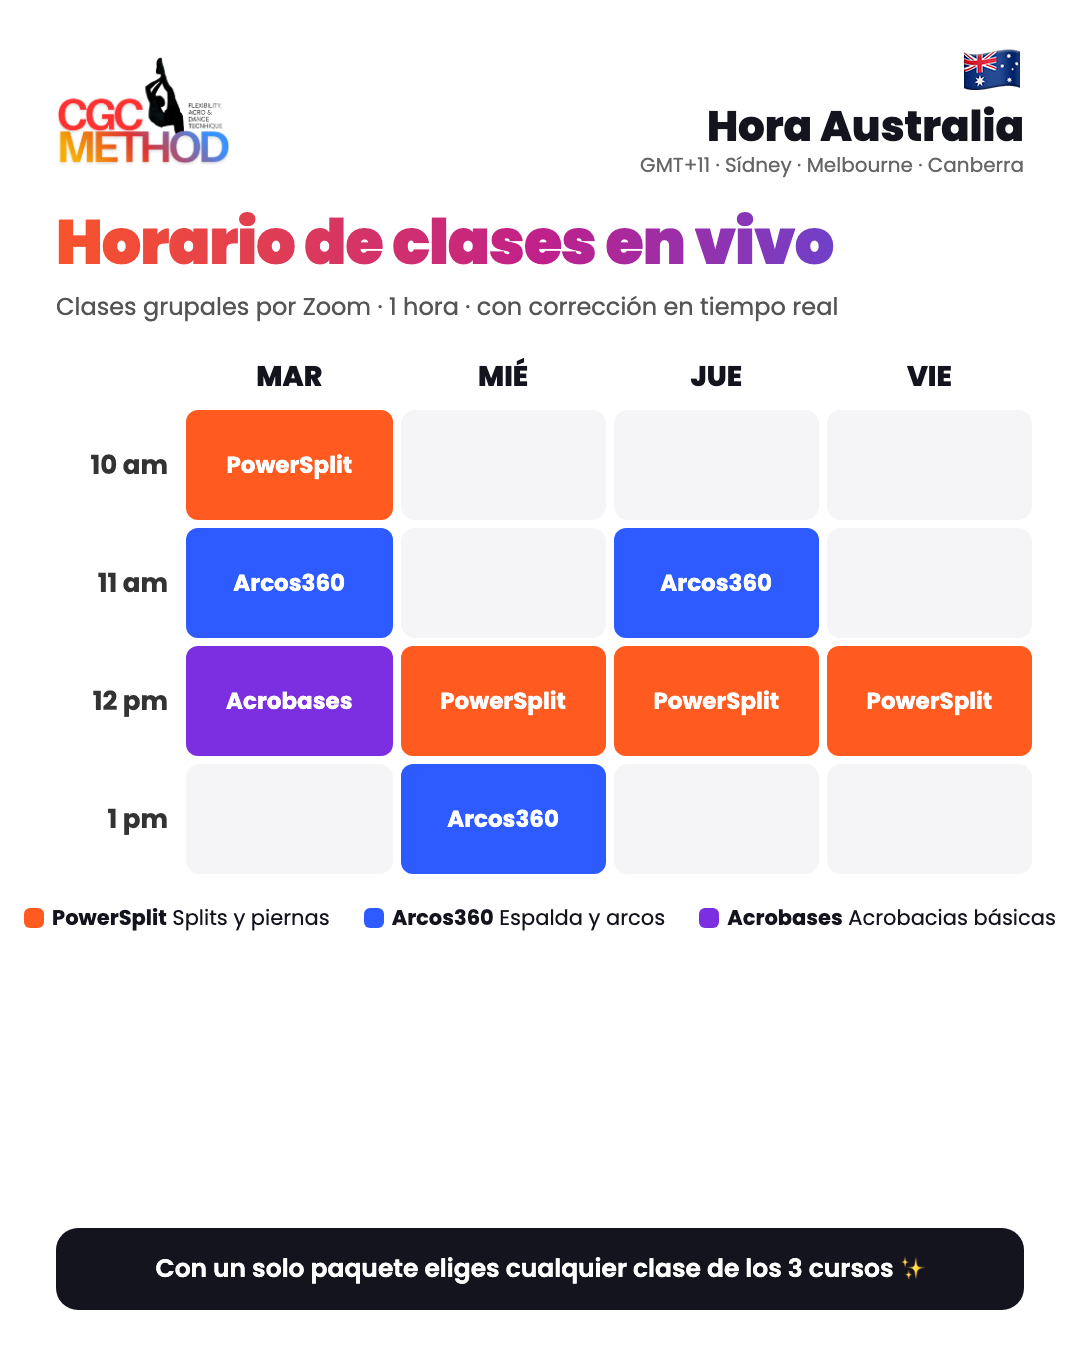 CGC
METHOD
FLEXIBILITY,
ACRO &
DANCE
TECNHIQUE
Hora Australia
GMT+11 · Sídney · Melbourne · Canberra
Horario de clases en vivo
Clases grupales por Zoom · 1 hora · con corrección en tiempo real
MAR MIÉ JUE VIE
10 am PowerSplit
11 am Arcos360 Arcos360
12 pm Acrobases PowerSplit PowerSplit PowerSplit
1 pm Arcos360
PowerSplit Splits y piernas Arcos360 Espalda y arcos Acrobases Acrobacias básicas
Con un solo paquete eliges cualquier clase de los 3 cursos ✨